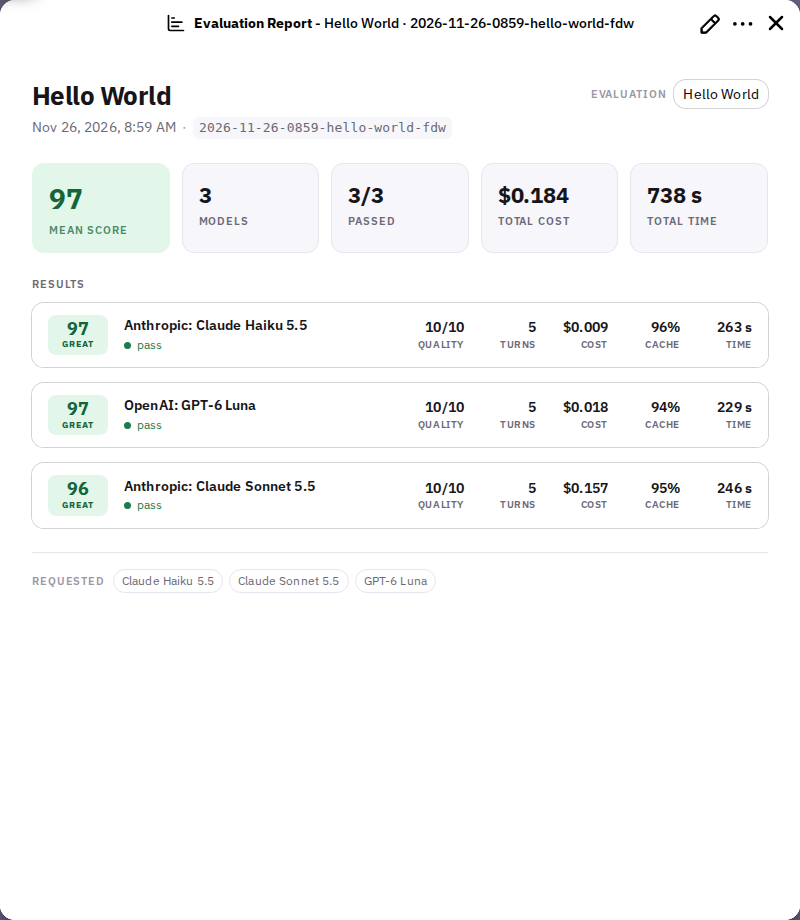 Evaluation Report - Hello World · 2026-11-26-0859-hello-world-fdw
Hello World
EVALUATION Hello World
Nov 26, 2026, 8:59 AM · 2026-11-26-0859-hello-world-fdw
97 3 3/3 $0.184 738 s
MEAN SCORE MODELS PASSED TOTAL COST TOTAL TIME
RESULTS
97 Anthropic: Claude Haiku 5.5 10/10 5 $0.009 96% 263 s
GREAT pass QUALITY TURNS COST CACHE TIME
97 OpenAI: GPT-6 Luna 10/10 5 $0.018 94% 229 s
GREAT pass QUALITY TURNS COST CACHE TIME
96 Anthropic: Claude Sonnet 5.5 10/10 5 $0.157 95% 246 s
GREAT pass QUALITY TURNS COST CACHE TIME
REQUESTED Claude Haiku 5.5 Claude Sonnet 5.5 GPT-6 Luna